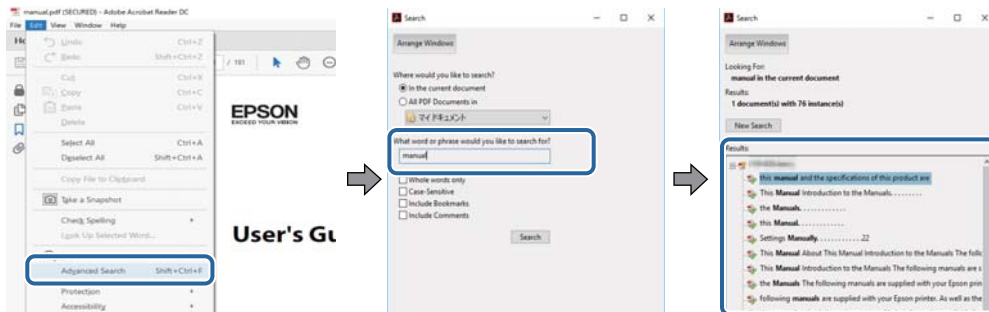 manual.pdf (SECURED) - Adobe Acrobat Reader DC
File Edit View Window Help
Undo Ctrl+Z
Redo Shift+Ctrl+Z
Cut Ctrl+X
Copy Ctrl+C
Paste Ctrl+V
Delete
Select All Ctrl+A
Deselect All Shift+Ctrl+A
Copy File to Clipboard
Take a Snapshot
Check Spelling
Look Up Selected Word...
Advanced Search Shift+Ctrl+F
Protection
Accessibility
/ 181
EPSON
EXCEED YOUR VISION
User's Gu
Search
Arrange Windows
Where would you like to search?
In the current document
All PDF Documents in
マイ ドキュメント
What word or phrase would you like to search for?
manual
Whole words only
Case-Sensitive
Include Bookmarks
Include Comments
Search
Search
Arrange Windows
Looking For:
manual in the current document
Results:
1 document(s) with 76 instance(s)
New Search
Results:
this manual and the specifications of this product are
This Manual Introduction to the Manuals. . . . . . . . .
the Manuals. . . . . . . . . . . . .
this Manual. . . . . . . . . . . . .
Settings Manually. . . . . . . . . . . . .22
This Manual About This Manual Introduction to the Manuals The follo
This Manual Introduction to the Manuals The following manuals are s
the Manuals The following manuals are supplied with your Epson prin
following manuals are supplied with your Epson printer. As well as the